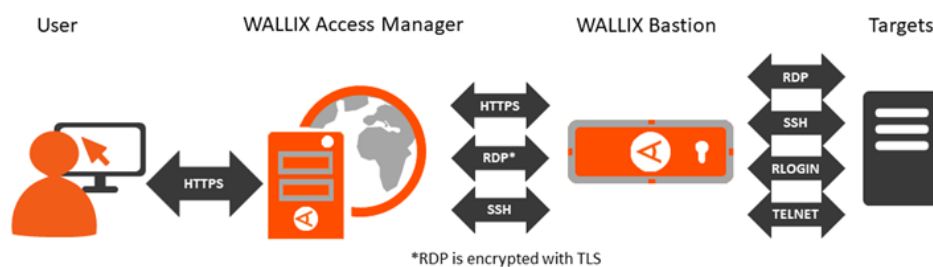 User
WALLIX Access Manager
WALLIX Bastion
Targets
HTTPS
HTTPS
RDP*
SSH
RDP
SSH
RLOGIN
TELNET
*RDP is encrypted with TLS